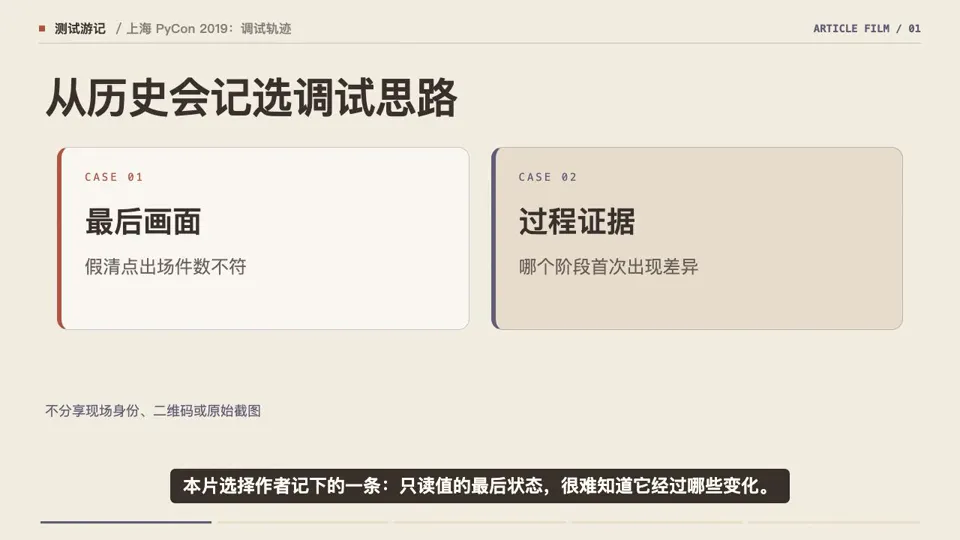 测试游记 / 上海 PyCon 2019：调试轨迹
ARTICLE FILM / 01
从历史会记选调试思路
CASE 01
最后画面
假清点出场件数不符
CASE 02
过程证据
哪个阶段首次出现差异
不分享现场身份、二维码或原始截图
本片选择作者记下的一条：只读值的最后状态，很难知道它经过哪些变化。